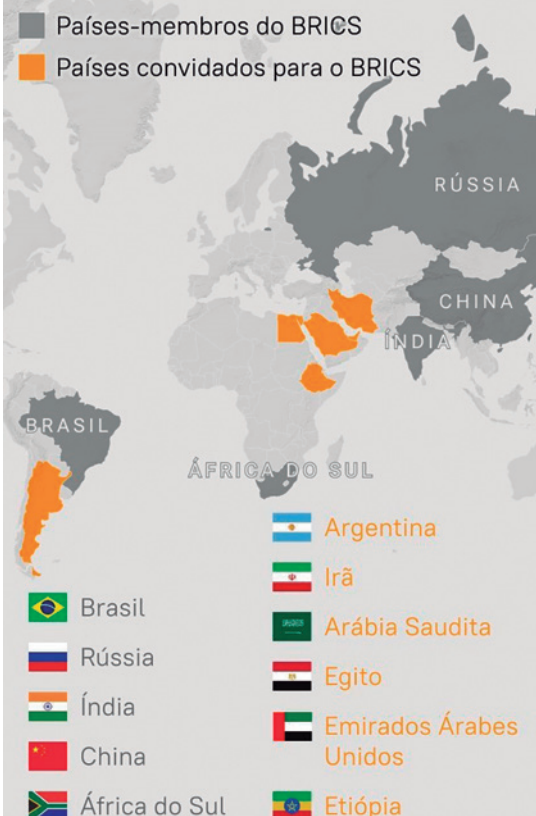 Países-membros do BRICS
Países convidados para o BRICS
RÚSSIA
CHINA
ÍNDIA
BRASIL
ÁFRICA DO SUL
Brasil
Rússia
Índia
China
África do Sul
Argentina
Irã
Arábia Saudita
Egito
Emirados Árabes
Unidos
Etiópia